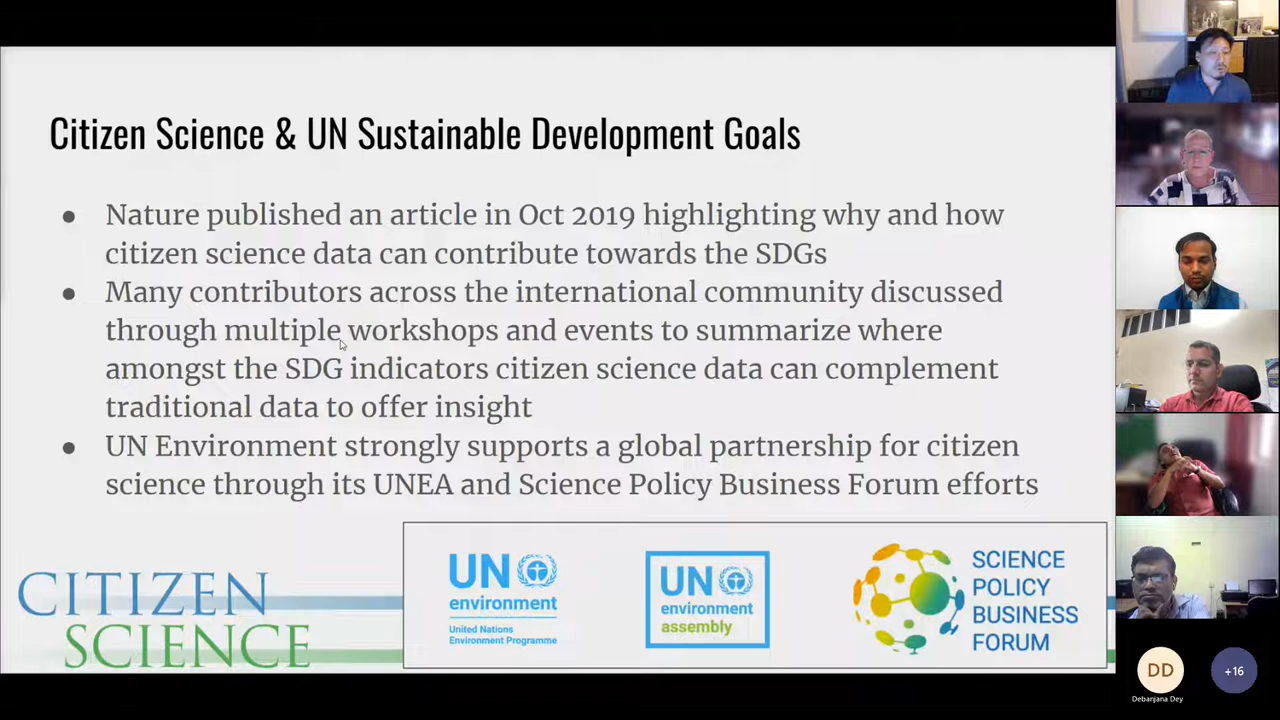 Citizen Science & UN Sustainable Development Goals
● Nature published an article in Oct 2019 highlighting why and how
citizen science data can contribute towards the SDGs
● Many contributors across the international community discussed
through multiple workshops and events to summarize where
amongst the SDG indicators citizen science data can complement
traditional data to offer insight
● UN Environment strongly supports a global partnership for citizen
science through its UNEA and Science Policy Business Forum efforts
CITIZEN
SCIENCE
UN
environment
United Nations
Environment Programme
UN
environment
assembly
SCIENCE
POLICY
BUSINESS
FORUM
DD
Debanjana Dey
+16